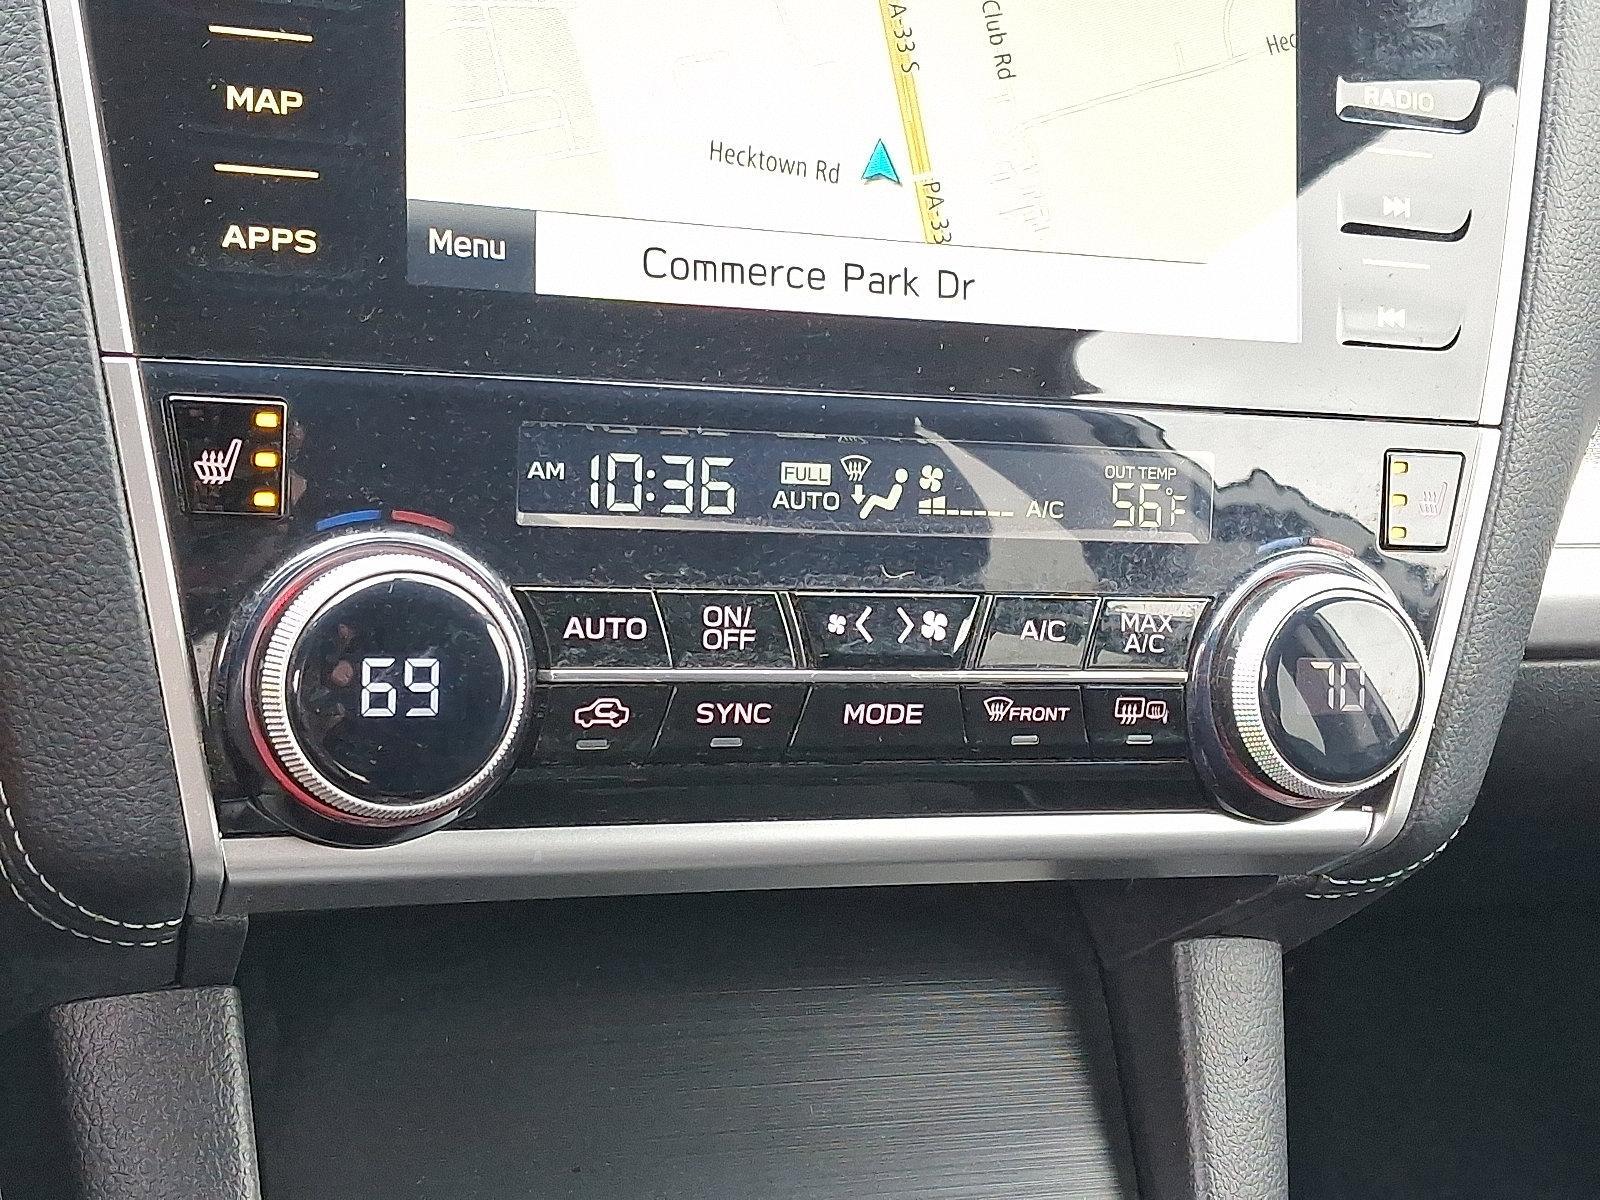 MAP
APPS
A-33 S
Club Rd
Hecktown Rd
PA-33
Menu
Commerce Park Dr
RADIO
AM 10:36
FULL
AUTO
A/C
OUT TEMP
56°F
69
AUTO
ON/
OFF
A/C
MAX
A/C
70
SYNC
MODE
FRONT